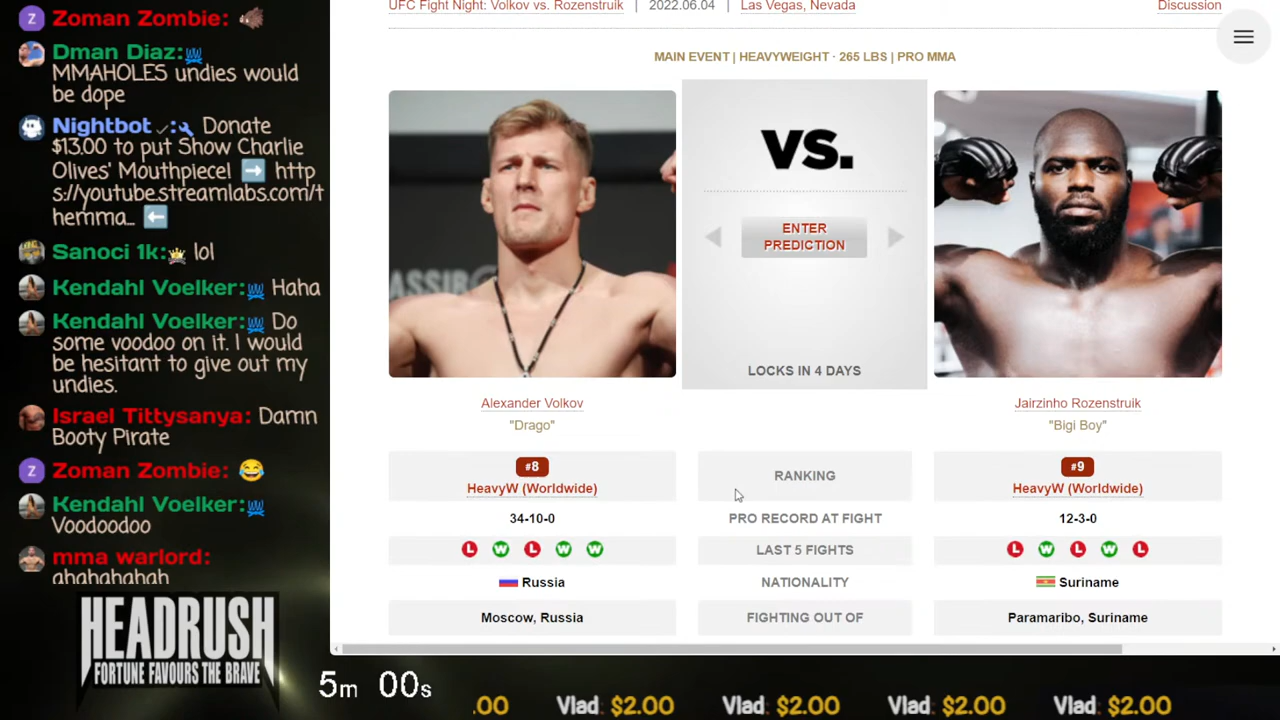 Zoman Zombie:
Dman Diaz:
MMAHOLES undies would
be dope
Nightbot ✓: Donate
$13.00 to put Show Charlie
Olives' Mouthpiece! ➡ http
s://youtube.streamlabs.com/t
hemma... ⬅
Sanoci 1k: lol
Kendahl Voelker: Haha
Kendahl Voelker: Do
some voodoo on it. I would
be hesitant to give out my
undies.
Israel Tittysanya: Damn
Booty Pirate
Zoman Zombie: 😂
Kendahl Voelker:
Voodoodoo
mma warlord:
ahahahahah
HEADRUSH
FORTUNE FAVOURS THE BRAVE
UFC Fight Night: Volkov vs. Rozenstruik | 2022.06.04 | Las Vegas, Nevada Discussion
MAIN EVENT | HEAVYWEIGHT · 265 LBS | PRO MMA
VS.
ENTER
PREDICTION
LOCKS IN 4 DAYS
Alexander Volkov Jairzinho Rozenstruik
"Drago" "Bigi Boy"
#8 RANKING #9
HeavyW (Worldwide) HeavyW (Worldwide)
34-10-0 PRO RECORD AT FIGHT 12-3-0
L W L W W LAST 5 FIGHTS L W L W L
Russia NATIONALITY Suriname
Moscow, Russia FIGHTING OUT OF Paramaribo, Suriname
5m 00s
.00 Vlad: $2.00 Vlad: $2.00 Vlad: $2.00 Vlad: $2.00